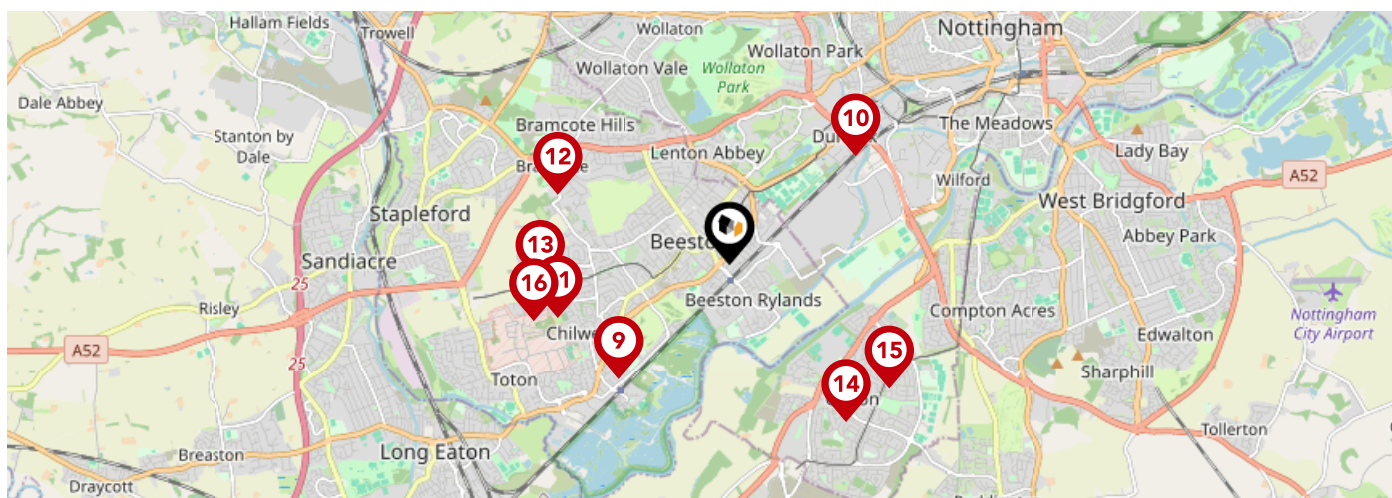 Hallam Fields
Trowell
Wollaton
Nottingham
Wollaton Park
Wollaton Vale
Wollaton
Park
Dale Abbey
10
Bramcote Hills
The Meadows
Stanton by
Dale
Lenton Abbey
Lady Bay
12
A52
Wilford
West Bridgford
Stapleford
13
Abbey Park
Sandiacre
16
25
Beeston Rylands
Risley
Compton Acres
Nottingham
City Airport
Edwalton
9
A52
15
25
Toton
Sharphill
14
Tollerton
Long Eaton
Breaston
Draycott